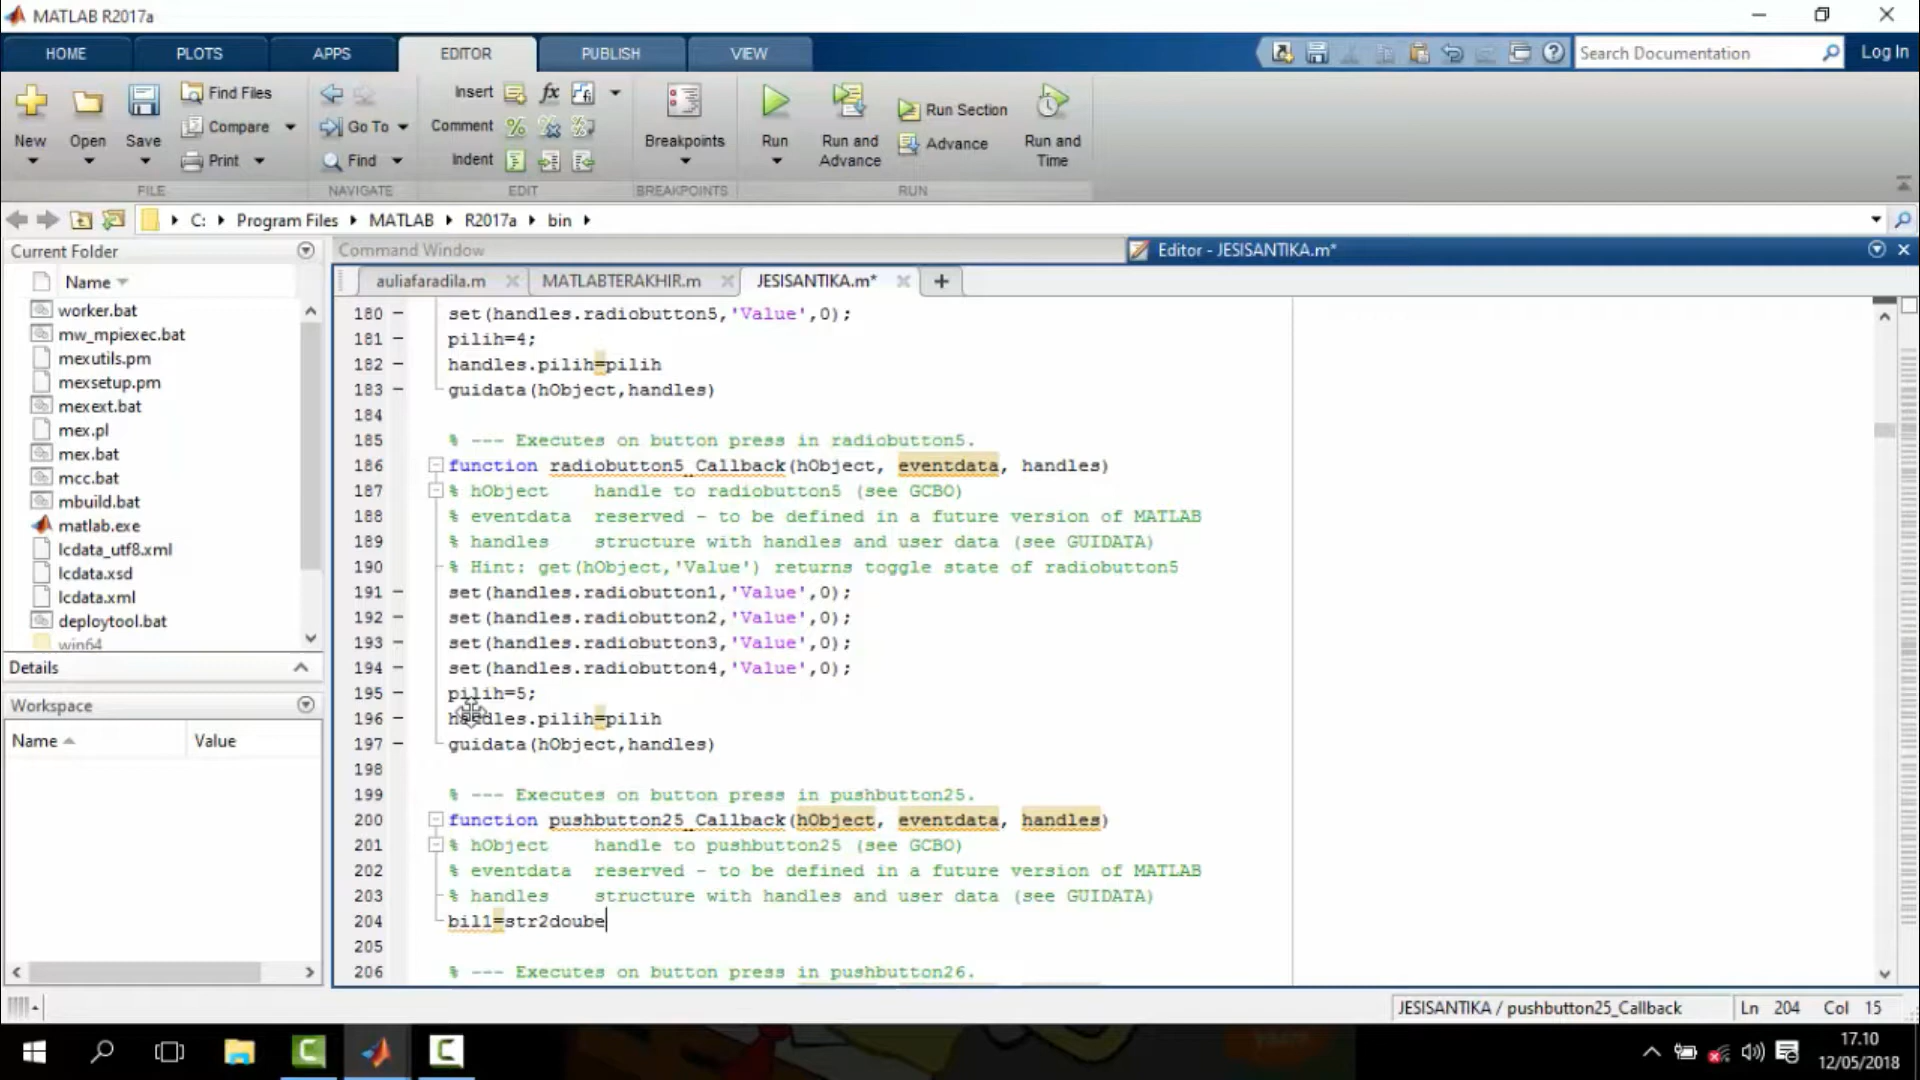 MATLAB R2017a
HOME PLOTS APPS EDITOR PUBLISH VIEW Search Documentation Log In
New Open Save Find Files Compare Print Go To Find Insert fx Comment Indent Breakpoints Run Run and Advance Run Section Advance Run and Time
FILE NAVIGATE EDIT BREAKPOINTS RUN
C: Program Files MATLAB R2017a bin
Current Folder
Name
worker.bat
mw_mpiexec.bat
mexutils.pm
mexsetup.pm
mexext.bat
mex.pl
mex.bat
mcc.bat
mbuild.bat
matlab.exe
lcdata_utf8.xml
lcdata.xsd
lcdata.xml
deploytool.bat
win64
Details
Workspace
Name Value
Command Window
Editor - JESISANTIKA.m*
auliafaradila.m MATLABTERAKHIR.m JESISANTIKA.m*
180 set(handles.radiobutton5,'Value',0);
181 pilih=4;
182 handles.pilih=pilih
183 guidata(hObject,handles)
184
185 % --- Executes on button press in radiobutton5.
186 function radiobutton5_Callback(hObject, eventdata, handles)
187 % hObject    handle to radiobutton5 (see GCBO)
188 % eventdata  reserved - to be defined in a future version of MATLAB
189 % handles    structure with handles and user data (see GUIDATA)
190 % Hint: get(hObject,'Value') returns toggle state of radiobutton5
191 set(handles.radiobutton1,'Value',0);
192 set(handles.radiobutton2,'Value',0);
193 set(handles.radiobutton3,'Value',0);
194 set(handles.radiobutton4,'Value',0);
195 pilih=5;
196 handles.pilih=pilih
197 guidata(hObject,handles)
198
199 % --- Executes on button press in pushbutton25.
200 function pushbutton25_Callback(hObject, eventdata, handles)
201 % hObject    handle to pushbutton25 (see GCBO)
202 % eventdata  reserved - to be defined in a future version of MATLAB
203 % handles    structure with handles and user data (see GUIDATA)
204 bil1=str2doube
205
206 % --- Executes on button press in pushbutton26.
JESISANTIKA / pushbutton25_Callback Ln 204 Col 15
17.10
12/05/2018